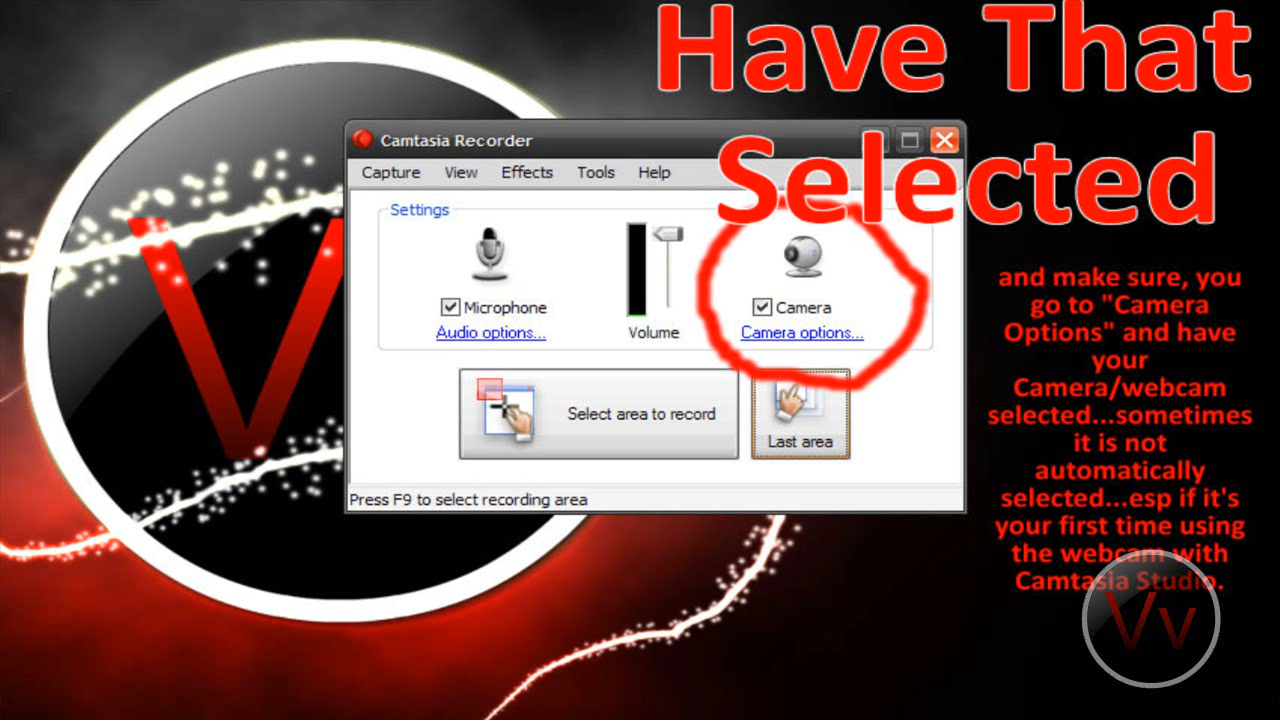 Have That
Selected
Camtasia Recorder
Capture View Effects Tools Help
Settings
Microphone
Audio options...
Volume
Camera
Camera options...
Select area to record
Last area
Press F9 to select recording area
and make sure, you
go to "Camera
Options" and have
your
Camera/webcam
selected...sometimes
it is not
automatically
selected...esp if it's
your first time using
the webcam with
Camtasia Studio.
V
Vv